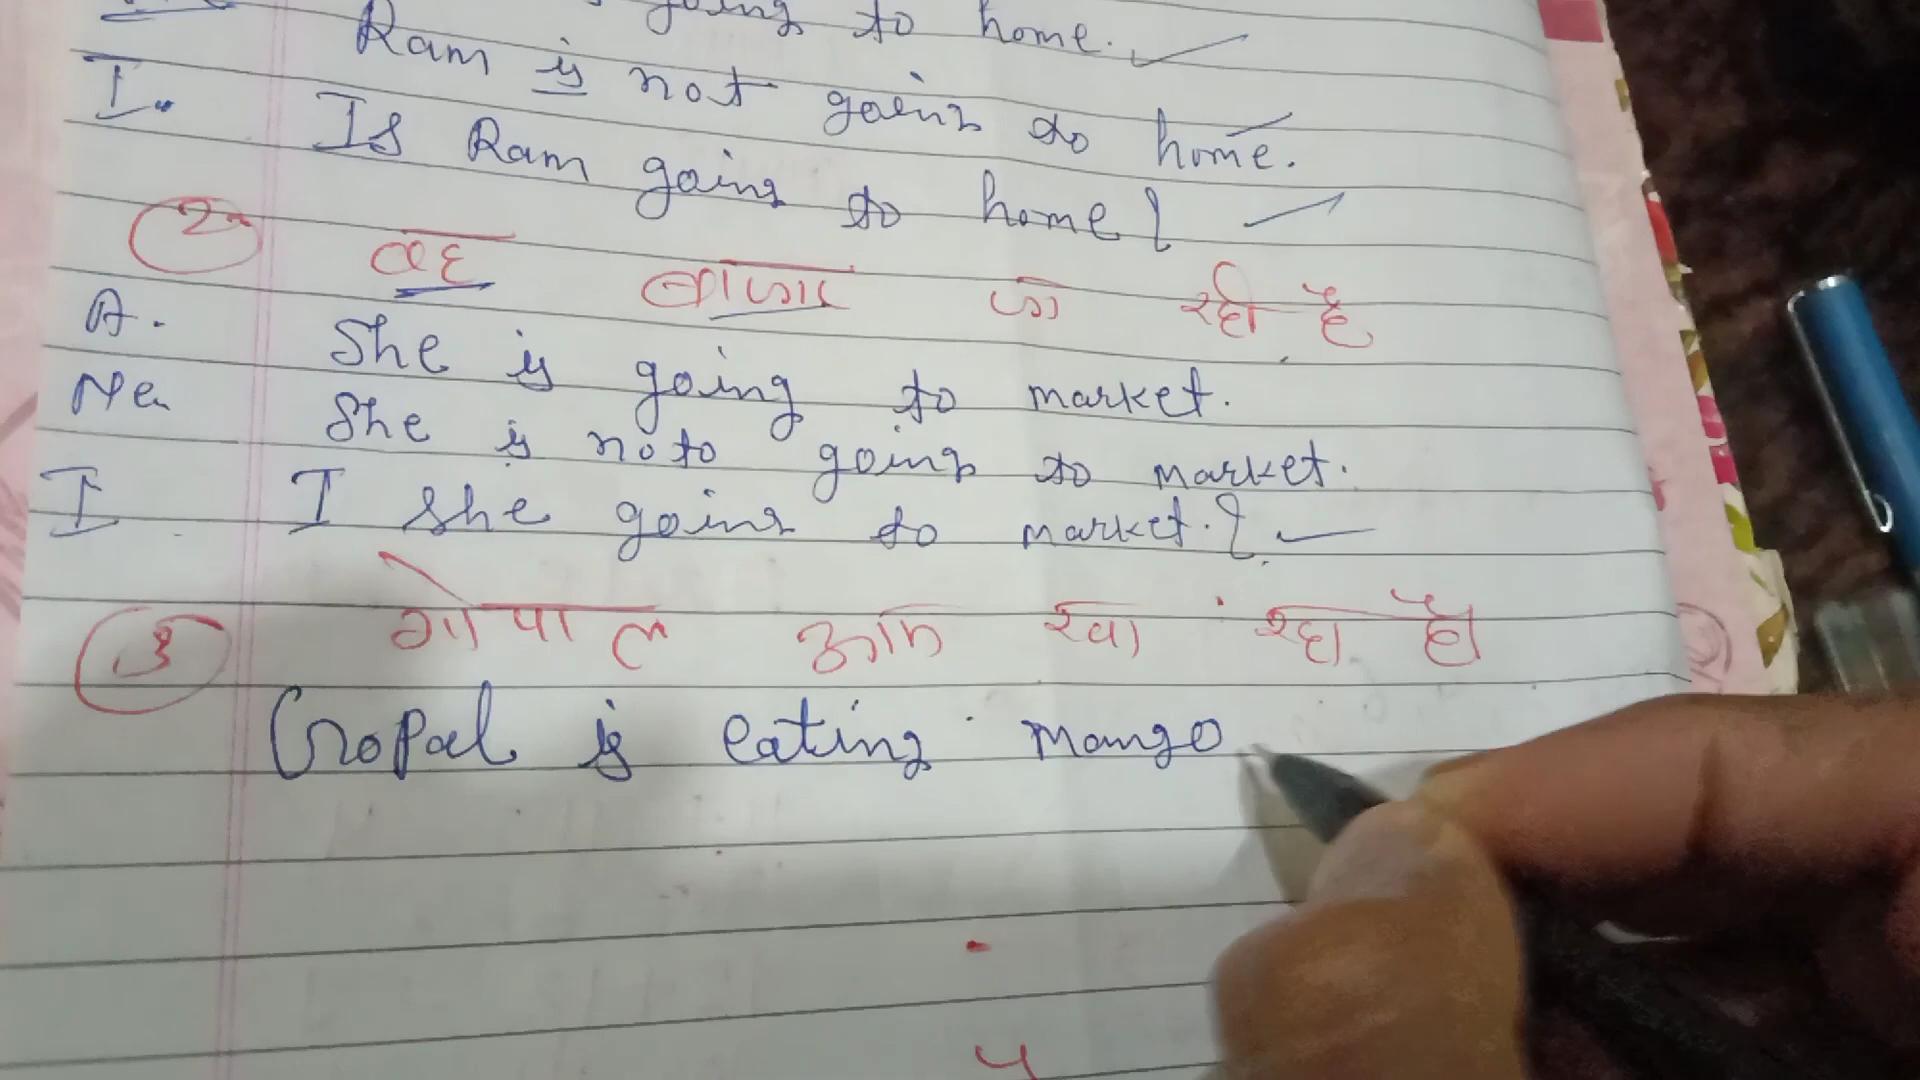 going to home.
Ram is not going to home.
I. Is Ram going to home?
2. वह बाजार जा रही है
A. She is going to market.
Ne. She is noto going to market.
I I she going to market.?
3 गोपाल आम खा रहा है।
Gopal is eating mango